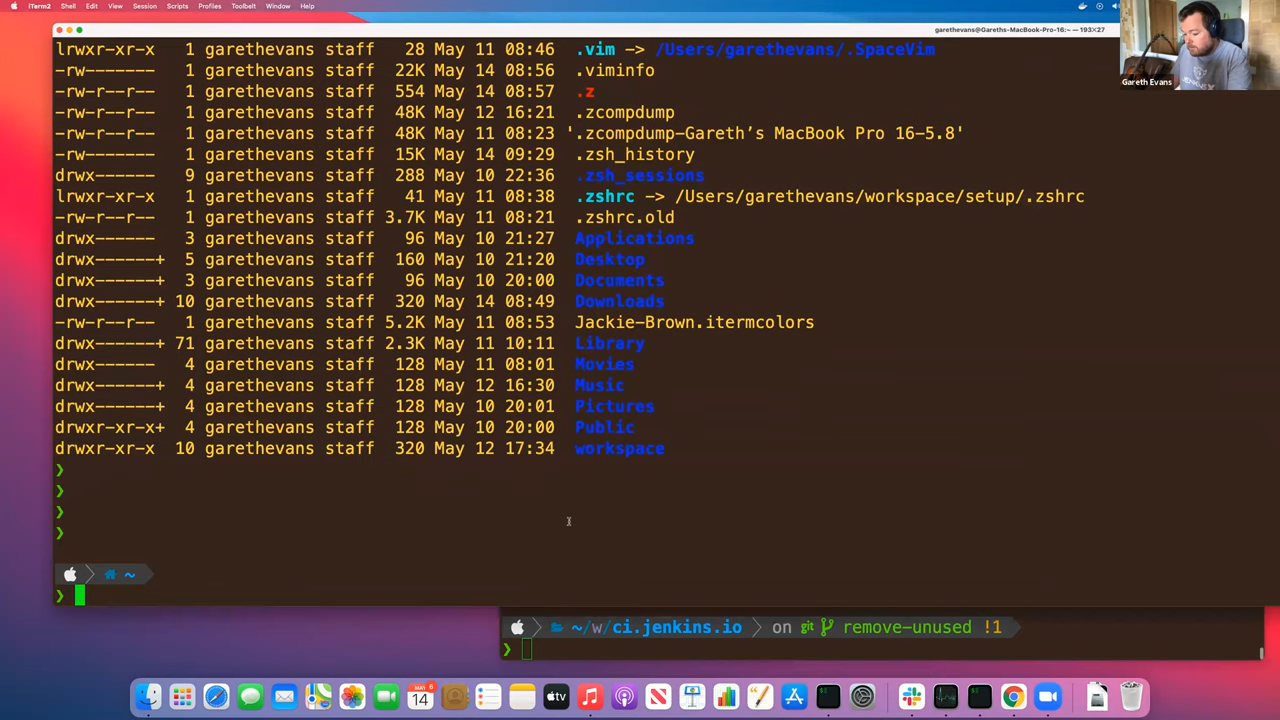 iTerm2 Shell Edit View Session Scripts Profiles Toolbelt Window Help
garethevans@Gareths-MacBook-Pro-16:~ — 193×27
Gareth Evans
lrwxr-xr-x 1 garethevans staff 28 May 11 08:46 .vim -> /Users/garethevans/.SpaceVim
-rw------- 1 garethevans staff 22K May 14 08:56 .viminfo
-rw-r--r-- 1 garethevans staff 554 May 14 08:57 .z
-rw-r--r-- 1 garethevans staff 48K May 12 16:21 .zcompdump
-rw-r--r-- 1 garethevans staff 48K May 11 08:23 '.zcompdump-Gareth’s MacBook Pro 16-5.8'
-rw------- 1 garethevans staff 15K May 14 09:29 .zsh_history
drwx------ 9 garethevans staff 288 May 10 22:36 .zsh_sessions
lrwxr-xr-x 1 garethevans staff 41 May 11 08:38 .zshrc -> /Users/garethevans/workspace/setup/.zshrc
-rw-r--r-- 1 garethevans staff 3.7K May 11 08:21 .zshrc.old
drwx------ 3 garethevans staff 96 May 10 21:27 Applications
drwx------+ 5 garethevans staff 160 May 10 21:20 Desktop
drwx------+ 3 garethevans staff 96 May 10 20:00 Documents
drwx------+ 10 garethevans staff 320 May 14 08:49 Downloads
-rw-r--r-- 1 garethevans staff 5.2K May 11 08:53 Jackie-Brown.itermcolors
drwx------+ 71 garethevans staff 2.3K May 11 10:11 Library
drwx------ 4 garethevans staff 128 May 11 08:01 Movies
drwx------+ 4 garethevans staff 128 May 12 16:30 Music
drwx------+ 4 garethevans staff 128 May 10 20:01 Pictures
drwxr-xr-x+ 4 garethevans staff 128 May 10 20:00 Public
drwxr-xr-x 10 garethevans staff 320 May 12 17:34 workspace
❯
❯
❯
❯
~
❯
~/w/ci.jenkins.io on git remove-unused !1
❯
MAY
14
tv